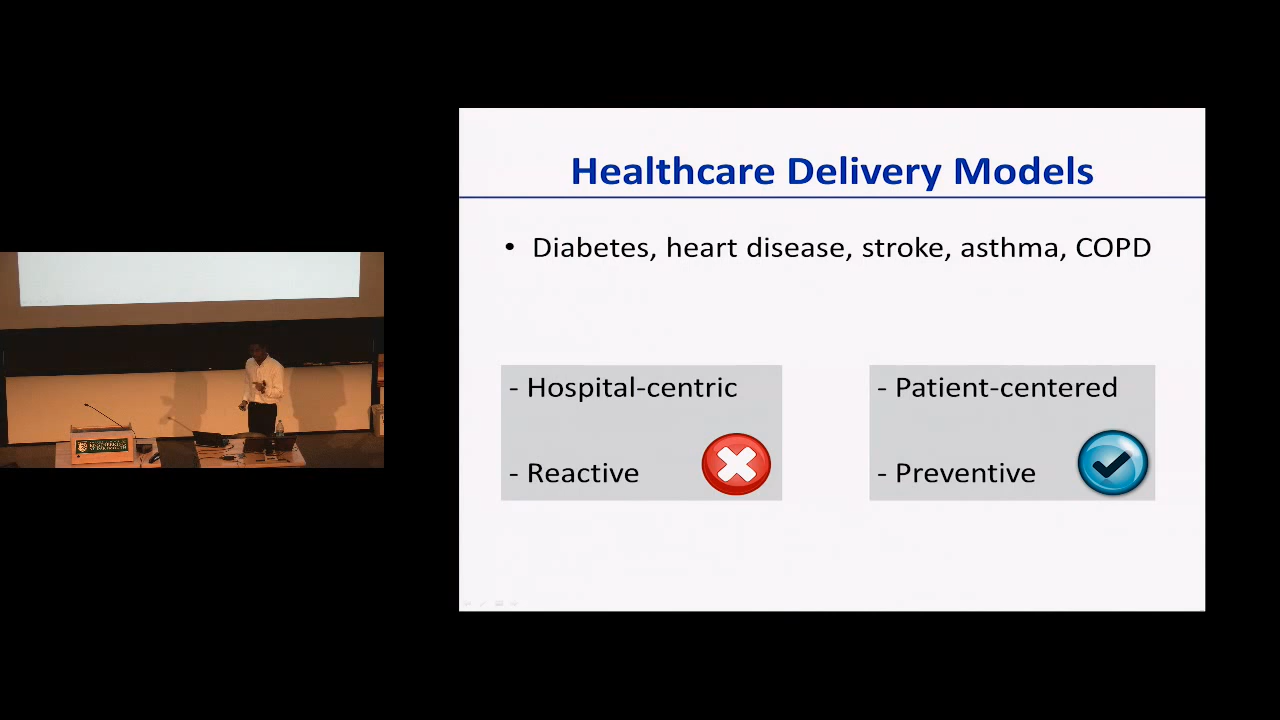 Healthcare Delivery Models
• Diabetes, heart disease, stroke, asthma, COPD
- Hospital-centric
- Reactive
- Patient-centered
- Preventive